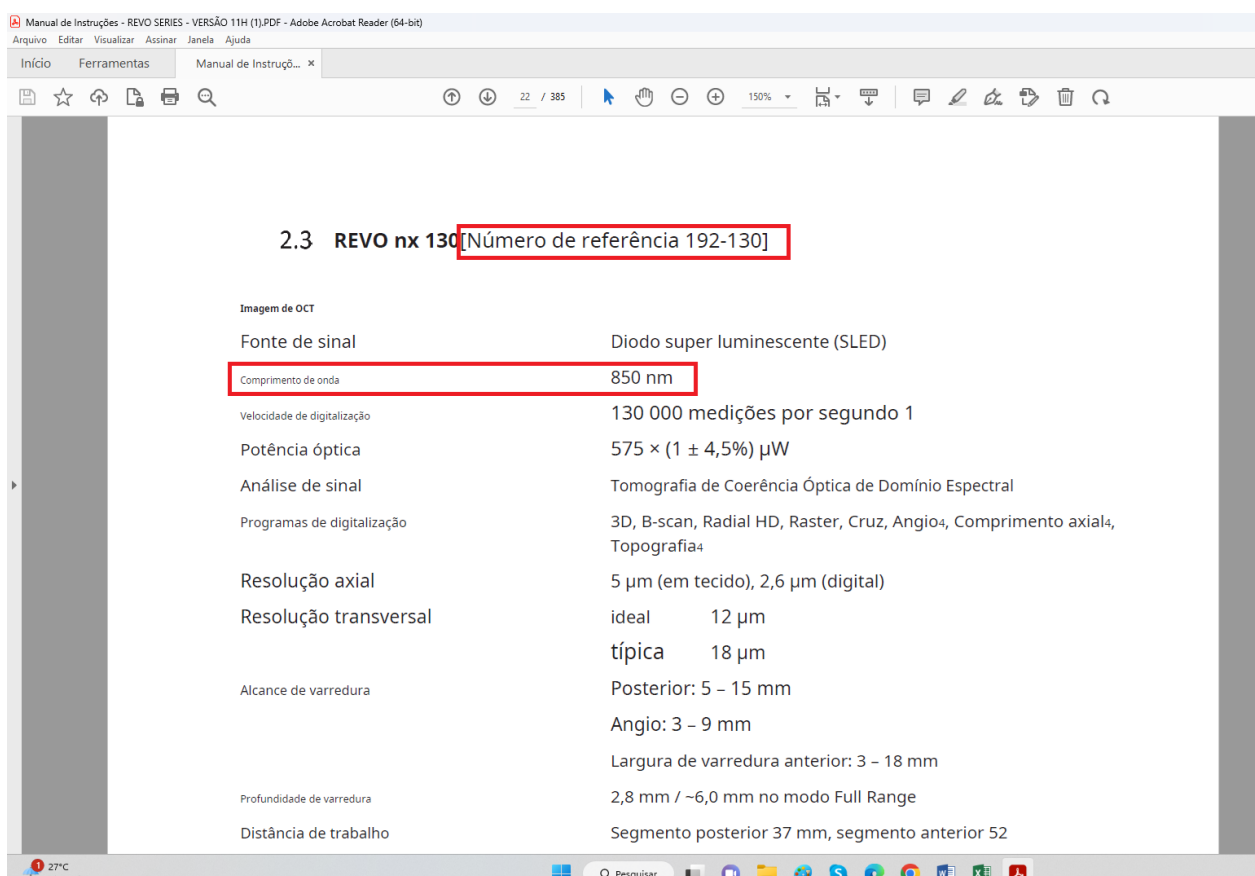 Manual de Instruções - REVO SERIES - VERSÃO 11H (1).PDF - Adobe Acrobat Reader (64-bit)
Arquivo Editar Visualizar Assinar Janela Ajuda
Início Ferramentas Manual de Instruçõ... ×
22 / 385 150%
2.3 REVO nx 130[Número de referência 192-130]
Imagem de OCT
Fonte de sinal Diodo super luminescente (SLED)
Comprimento de onda 850 nm
Velocidade de digitalização 130 000 medições por segundo 1
Potência óptica 575 × (1 ± 4,5%) μW
Análise de sinal Tomografia de Coerência Óptica de Domínio Espectral
Programas de digitalização 3D, B-scan, Radial HD, Raster, Cruz, Angio4, Comprimento axial4,
Topografia4
Resolução axial 5 μm (em tecido), 2,6 μm (digital)
Resolução transversal ideal 12 μm
típica 18 μm
Alcance de varredura Posterior: 5 – 15 mm
Angio: 3 – 9 mm
Largura de varredura anterior: 3 – 18 mm
Profundidade de varredura 2,8 mm / ~6,0 mm no modo Full Range
Distância de trabalho Segmento posterior 37 mm, segmento anterior 52
1 27°C Pesquisar